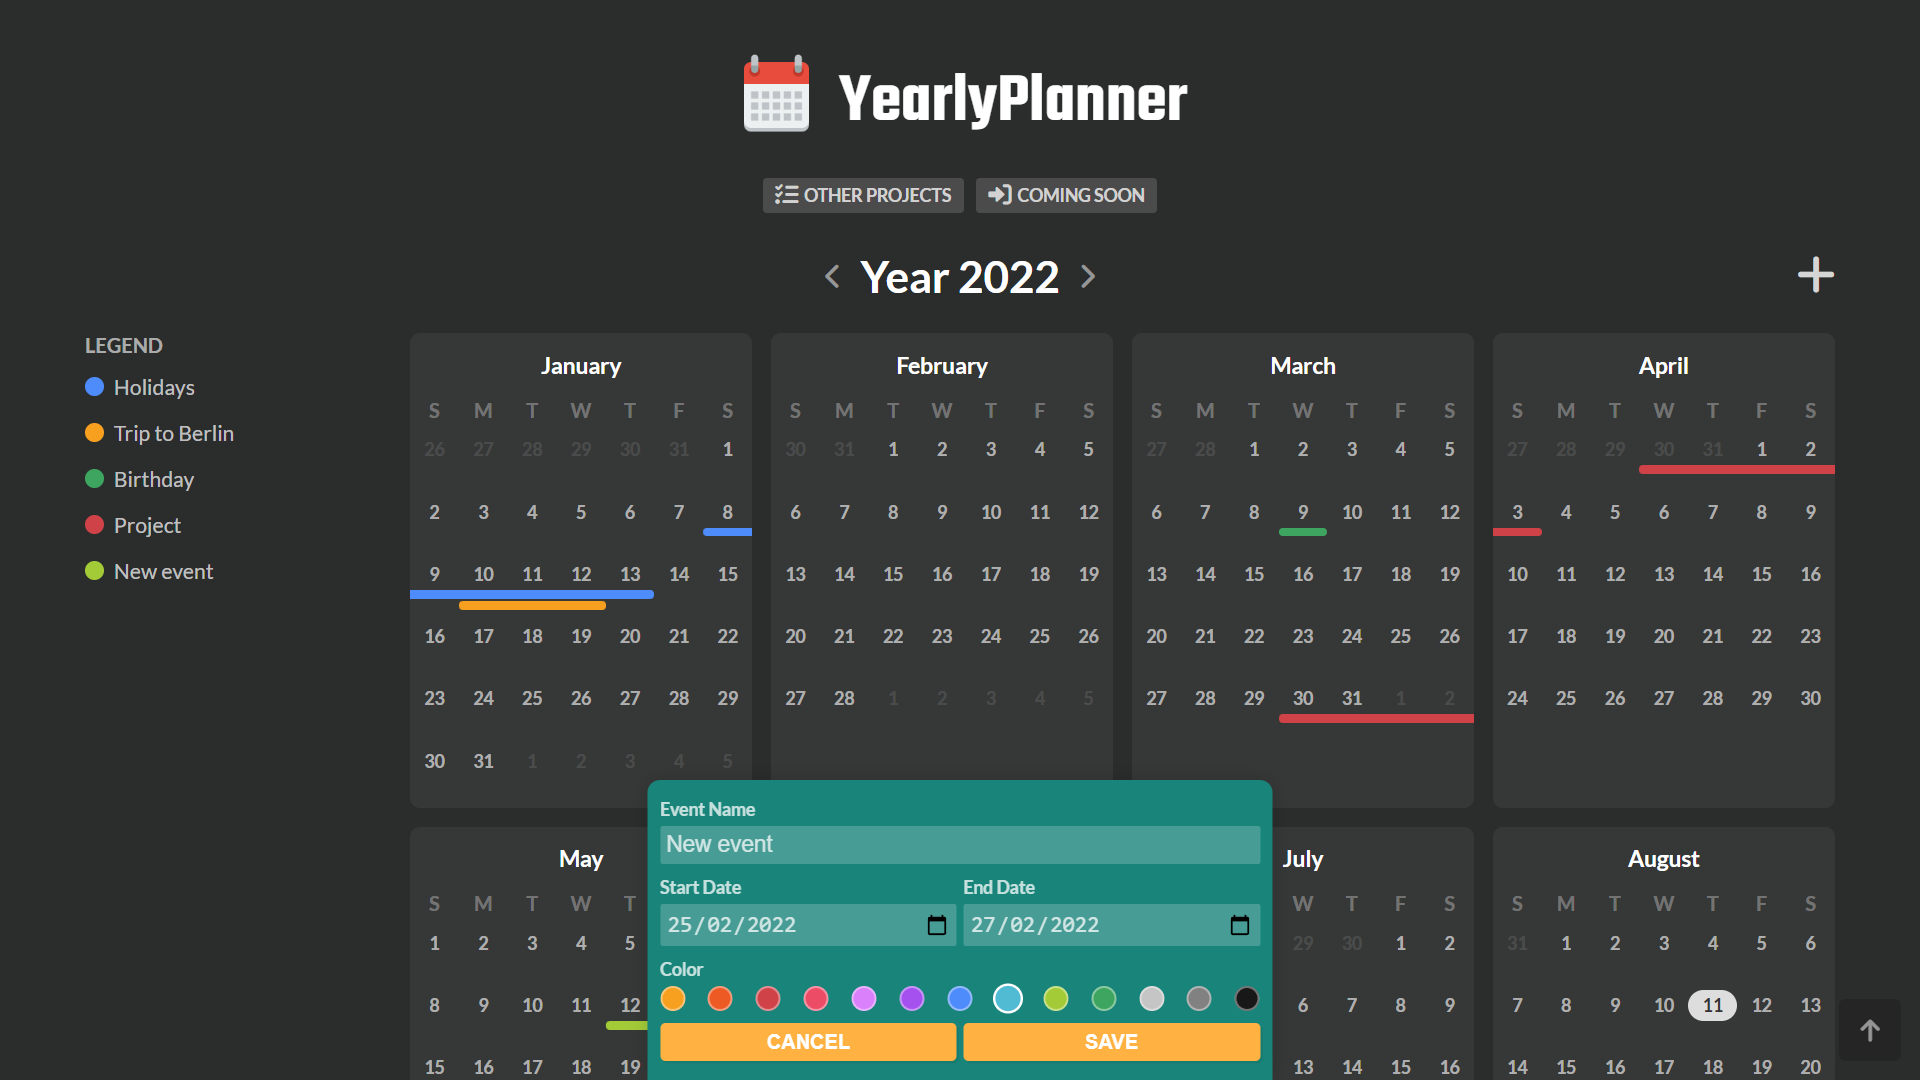 YearlyPlanner
OTHER PROJECTS COMING SOON
Year 2022
LEGEND
Holidays
Trip to Berlin
Birthday
Project
New event
January
S M T W T F S
26 27 28 29 30 31 1
2 3 4 5 6 7 8
9 10 11 12 13 14 15
16 17 18 19 20 21 22
23 24 25 26 27 28 29
30 31 1 2 3 4 5
February
S M T W T F S
30 31 1 2 3 4 5
6 7 8 9 10 11 12
13 14 15 16 17 18 19
20 21 22 23 24 25 26
27 28 1 2 3 4 5
March
S M T W T F S
27 28 1 2 3 4 5
6 7 8 9 10 11 12
13 14 15 16 17 18 19
20 21 22 23 24 25 26
27 28 29 30 31 1 2
April
S M T W T F S
27 28 29 30 31 1 2
3 4 5 6 7 8 9
10 11 12 13 14 15 16
17 18 19 20 21 22 23
24 25 26 27 28 29 30
May
S M T W T
1 2 3 4 5
8 9 10 11 12
15 16 17 18 19
Event Name
New event
Start Date End Date
25/02/2022 27/02/2022
Color
CANCEL SAVE
July
W T F S
29 30 1 2
6 7 8 9
13 14 15 16
August
S M T W T F S
31 1 2 3 4 5 6
7 8 9 10 11 12 13
14 15 16 17 18 19 20